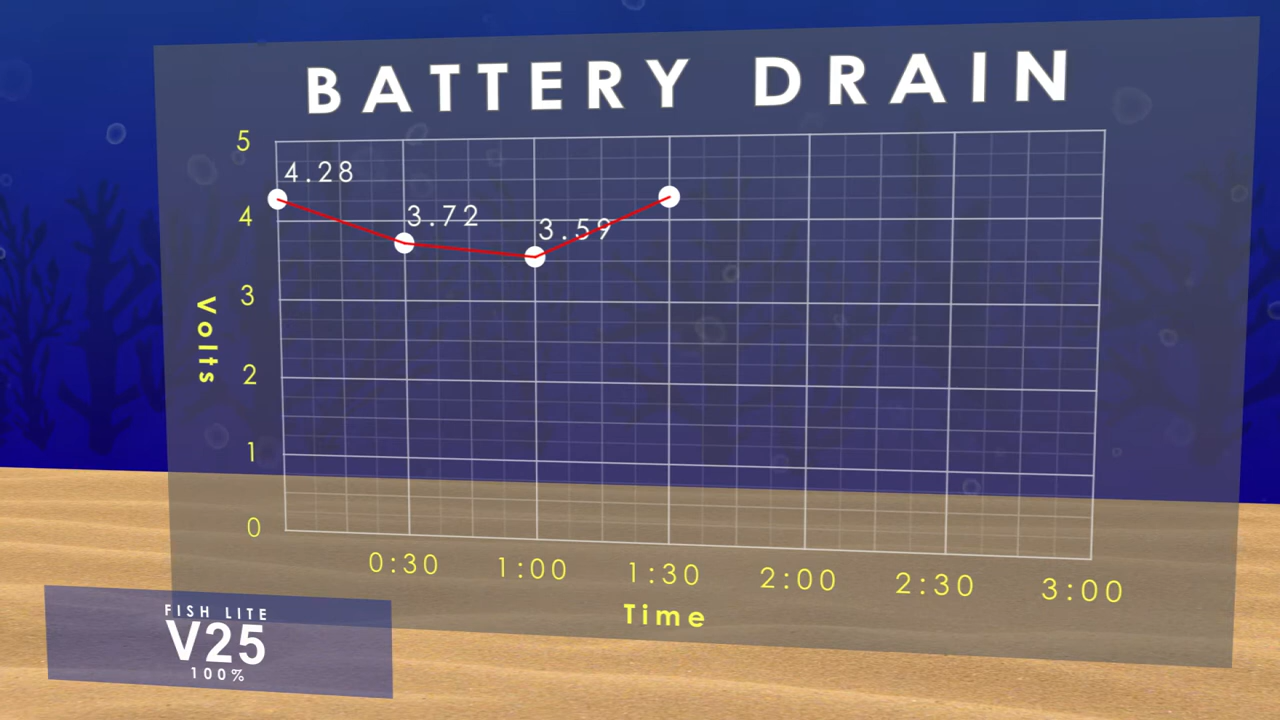 BATTERY DRAIN
5
4.28
4
3.72
3.59
3
Volts
2
1
0
0:30 1:00 1:30 2:00 2:30 3:00
Time
FISH LITE
V25
100%